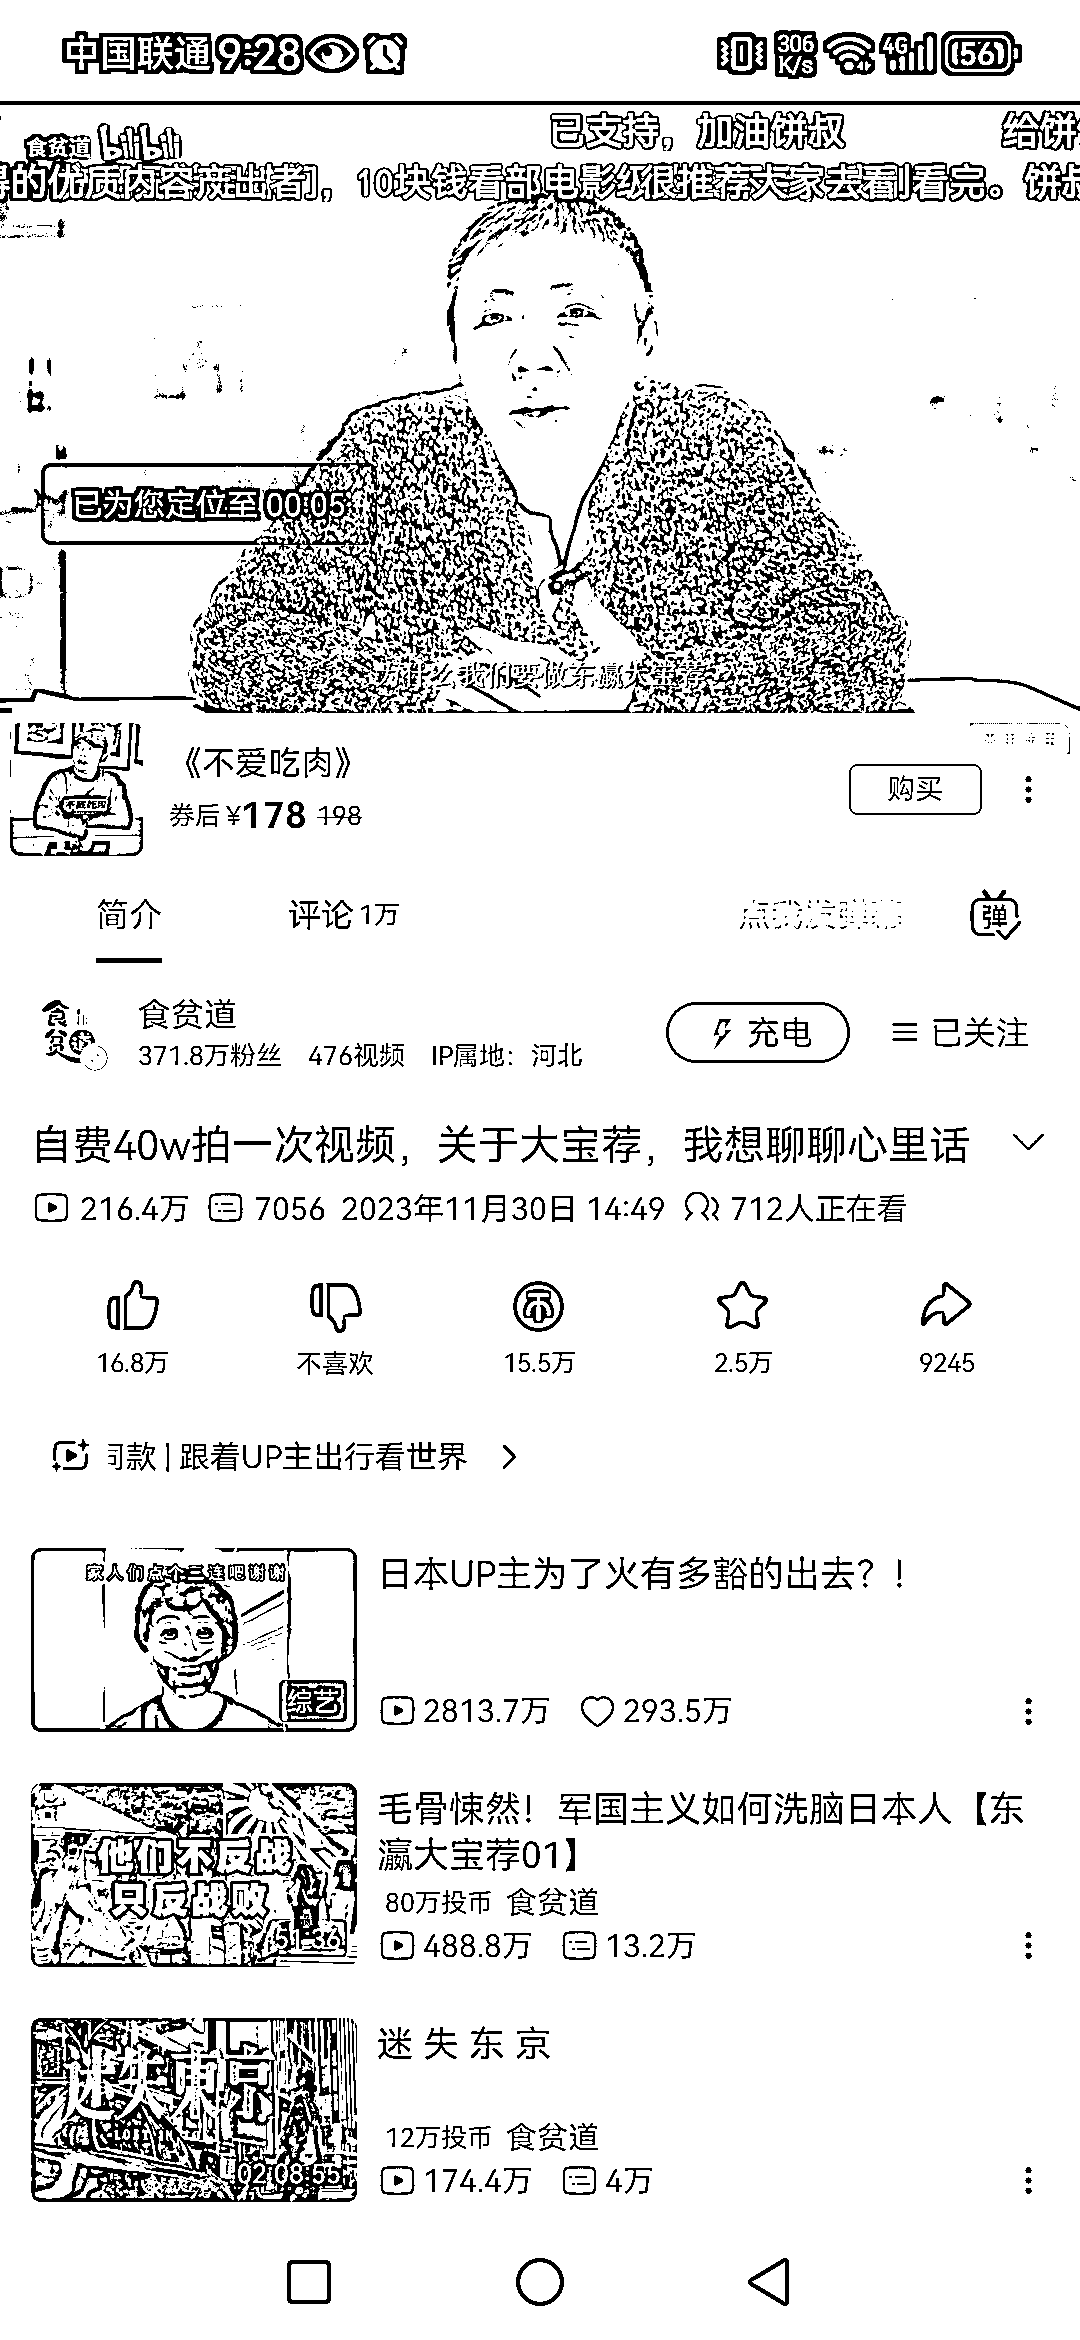 中国联通 9:28 306 K/s 4G 56
食贫道 bilibili
已支持，加油饼叔 给饼
得的优质内容产出者]，10块钱看部电影 很推荐大家去看 看完。饼叔
已为您定位至 00:05
为什么我们要做东瀛大宝荐
《不爱吃肉》
券后 ¥178 198
购买
不爱吃肉
简介 评论 1万 点我发弹幕 弹
食贫道
371.8万粉丝 476视频 IP属地：河北
充电 已关注
自费40w拍一次视频，关于大宝荐，我想聊聊心里话
216.4万 7056 2023年11月30日 14:49 712人正在看
16.8万 不喜欢 15.5万 2.5万 9245
同款 | 跟着UP主出行看世界
家人们点个三连吧谢谢
综艺
日本UP主为了火有多豁的出去？！
2813.7万 293.5万
他们不反战
只反战败
51:36
毛骨悚然！军国主义如何洗脑日本人【东
瀛大宝荐01】
80万投币 食贫道
488.8万 13.2万
迷失東京
02:08:55
迷 失 东 京
12万投币 食贫道
174.4万 4万